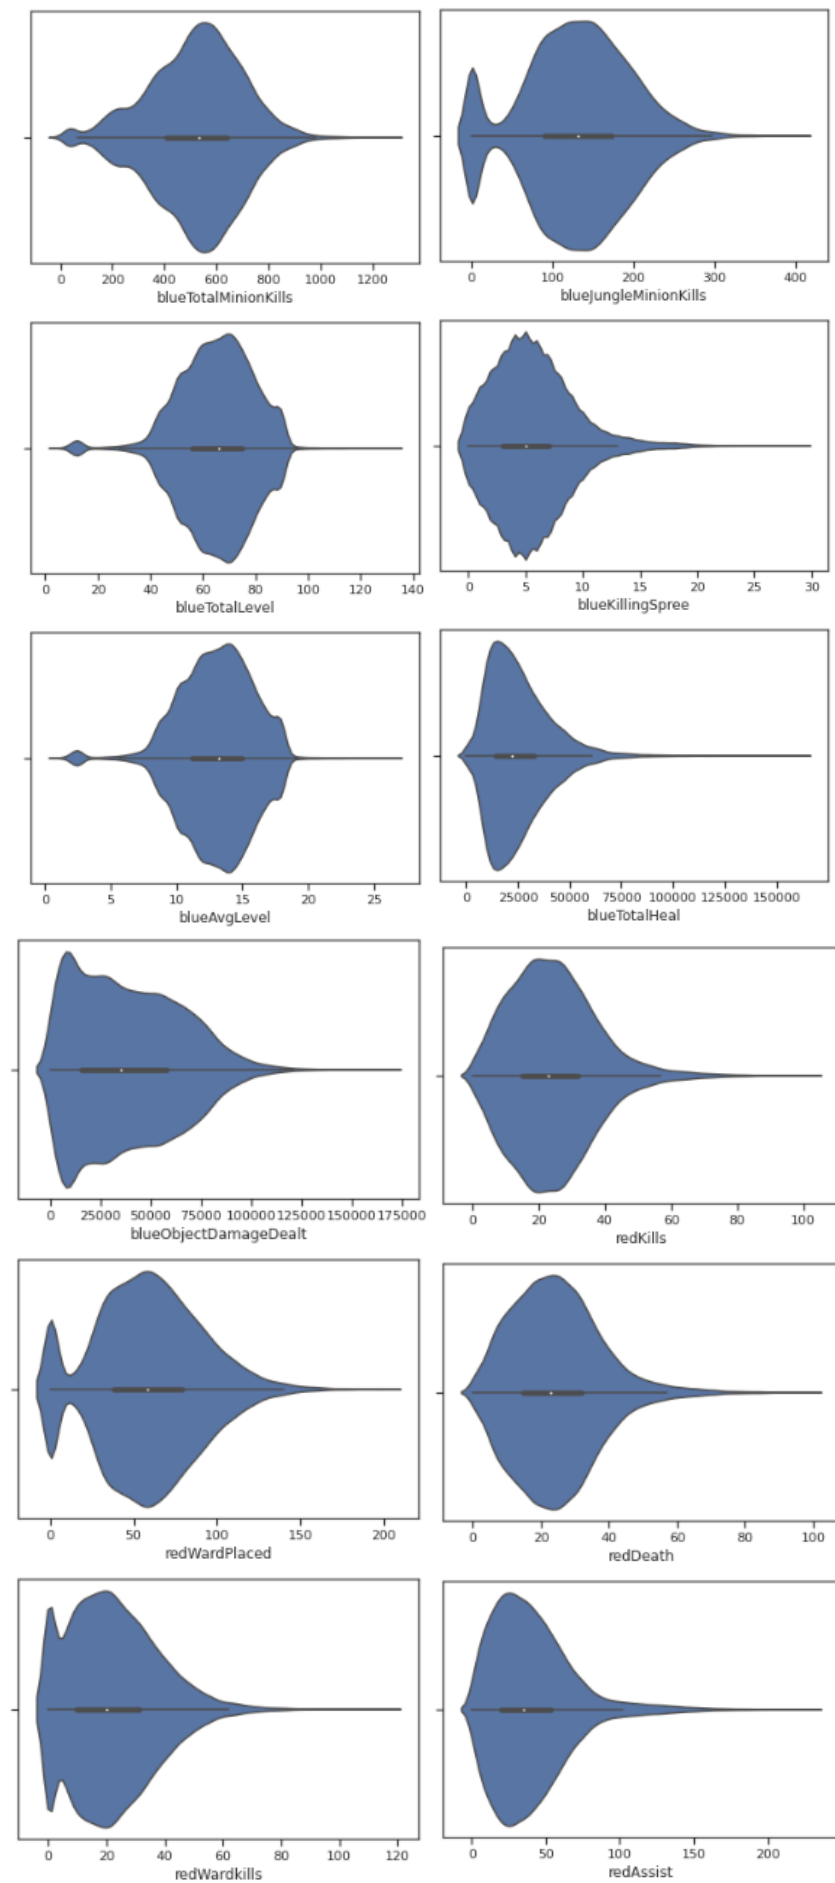 0 200 400 600 800 1000 1200
blueTotalMinionKills
0 100 200 300 400
blueJungleMinionKills
0 20 40 60 80 100 120 140
blueTotalLevel
0 5 10 15 20 25 30
blueKillingSpree
0 5 10 15 20 25
blueAvgLevel
0 25000 50000 75000 100000 125000 150000
blueTotalHeal
0 25000 50000 75000 100000 125000 150000 175000
blueObjectDamageDealt
0 20 40 60 80 100
redKills
0 50 100 150 200
redWardPlaced
0 20 40 60 80 100
redDeath
0 20 40 60 80 100 120
redWardkills
0 50 100 150 200
redAssist